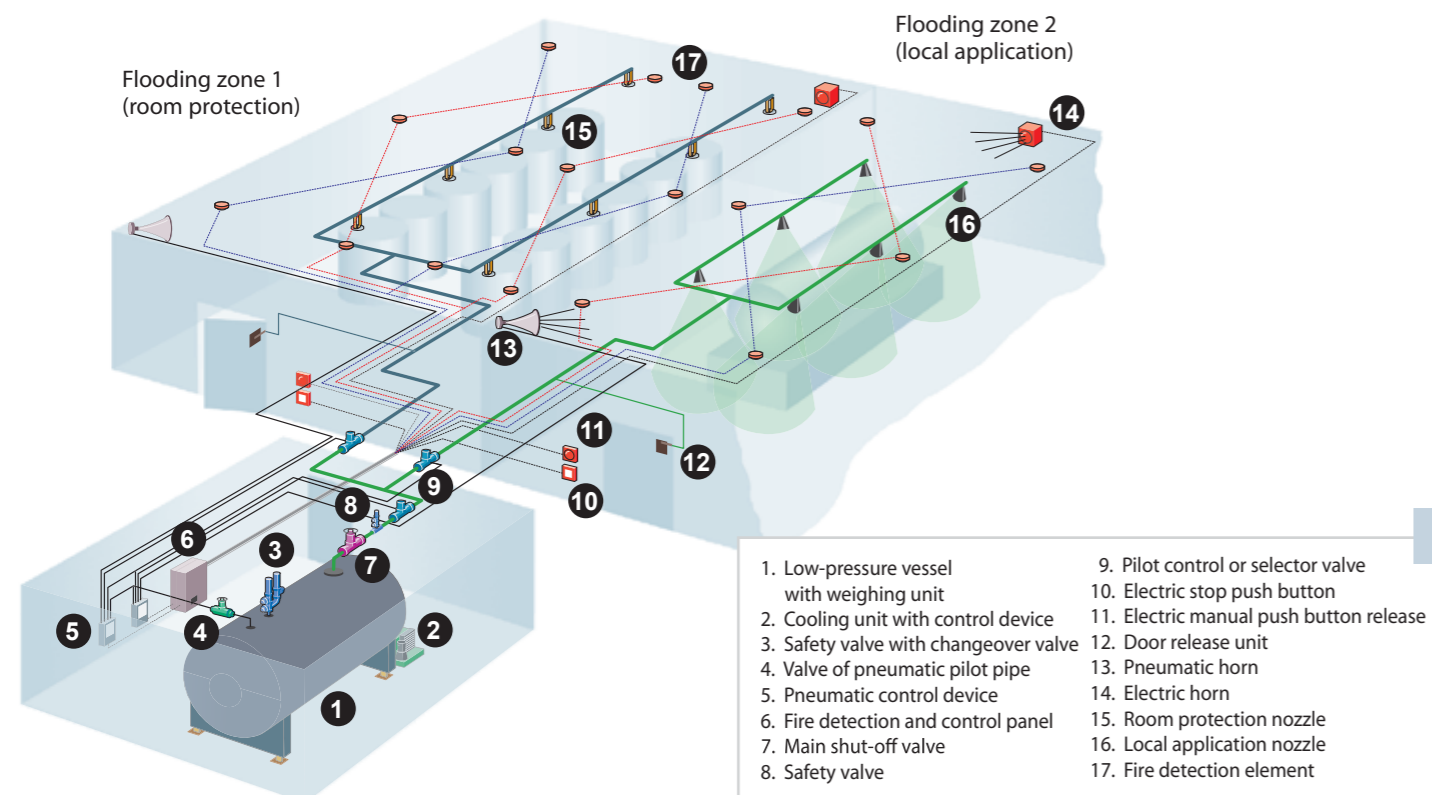 Flooding zone 2
(local application)
Flooding zone 1
(room protection)
17
14
15
16
13
11
12
9
10
8
6
3
7
5
4
2
1
1. Low-pressure vessel
with weighing unit
2. Cooling unit with control device
3. Safety valve with changeover valve
4. Valve of pneumatic pilot pipe
5. Pneumatic control device
6. Fire detection and control panel
7. Main shut-off valve
8. Safety valve
9. Pilot control or selector valve
10. Electric stop push button
11. Electric manual push button release
12. Door release unit
13. Pneumatic horn
14. Electric horn
15. Room protection nozzle
16. Local application nozzle
17. Fire detection element